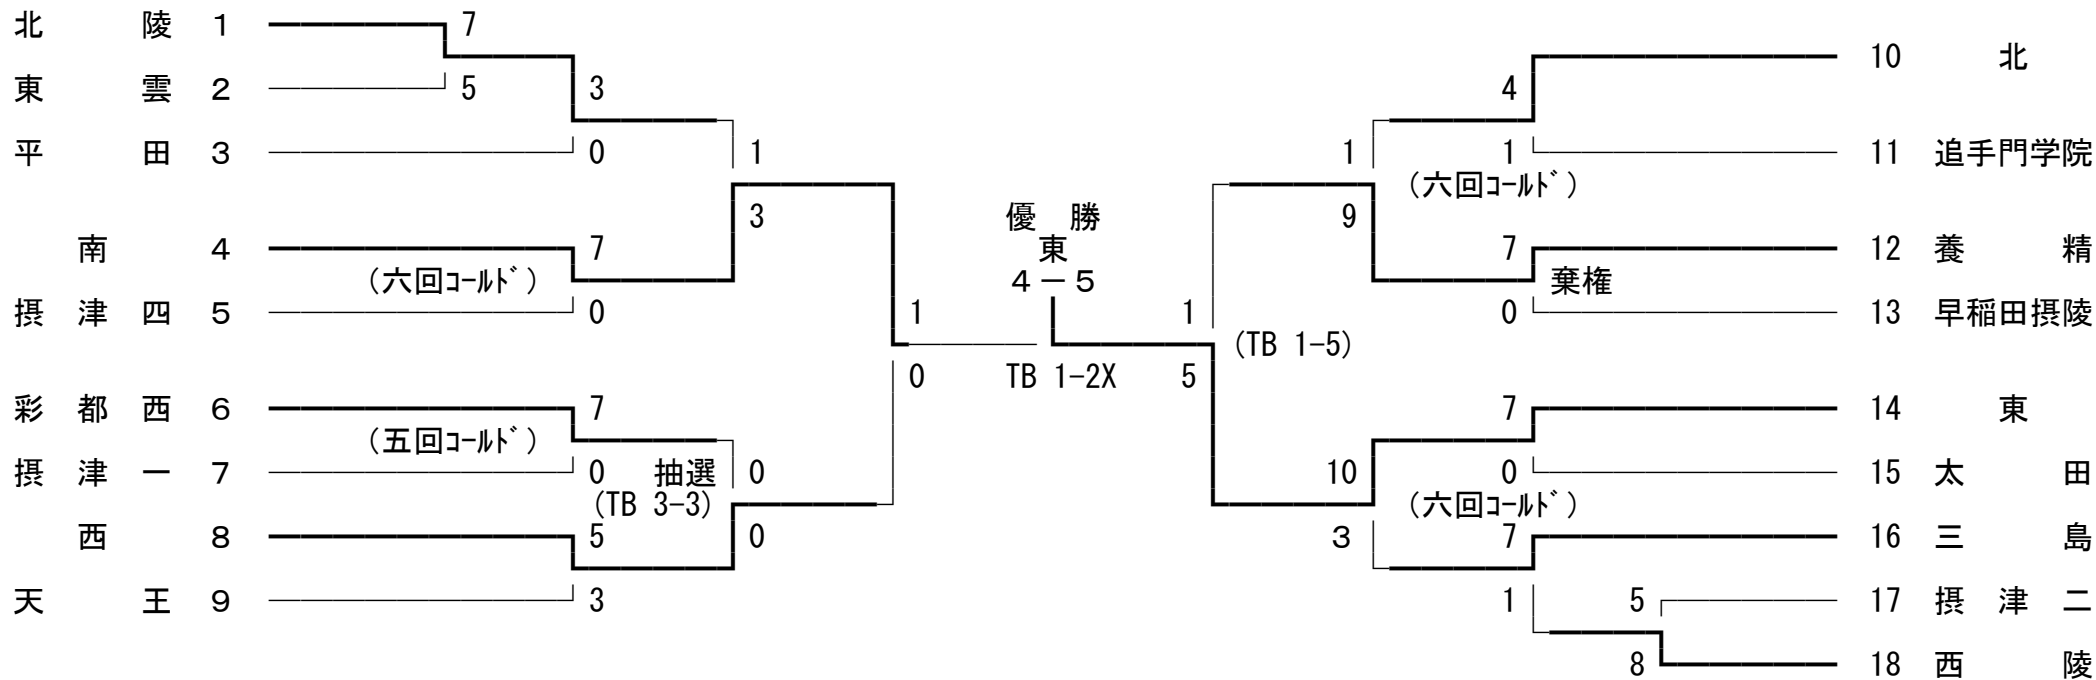 北 陵 1 7
10 北
東 雲 2 5 3
4
平 田 3 0 1
1 1 11 追手門学院
(六回ｺｰﾙﾄﾞ)
3 優 勝 9
南 4 7 東 7 12 養 精
(六回ｺｰﾙﾄﾞ) 4－5 棄権
摂 津 四 5 0 1 1 0 13 早稲田摂陵
(TB 1-5)
0 TB 1-2X 5
彩 都 西 6 7 7 14 東
(五回ｺｰﾙﾄﾞ)
摂 津 一 7 0 抽選 0 10 0 15 太 田
(TB 3-3) (六回ｺｰﾙﾄﾞ)
西 8 5 0 3 7 16 三 島
天 王 9 3 1 5 17 摂 津 二
8 18 西 陵